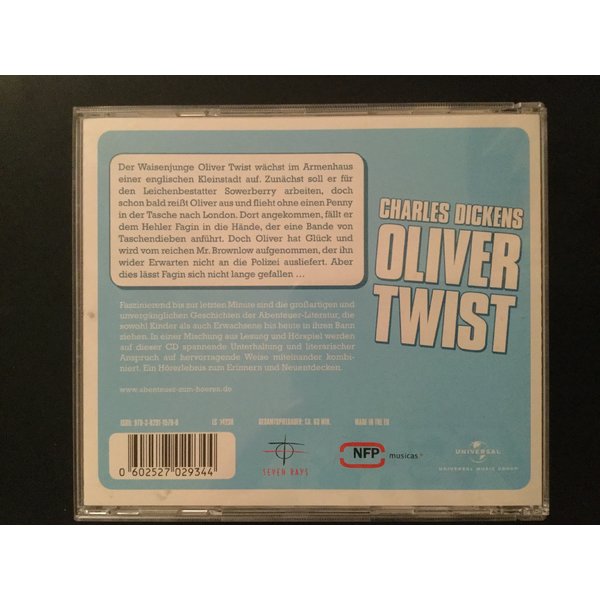 Der Waisenjunge Oliver Twist wächst im Armenhaus
einer englischen Kleinstadt auf. Zunächst soll er für
den Leichenbestatter Sowerberry arbeiten, doch
schon bald reißt Oliver aus und flieht ohne einen Penny
in der Tasche nach London. Dort angekommen, fällt er
dem Hehler Fagin in die Hände, der eine Bande von
Taschendieben anführt. Doch Oliver hat Glück und
wird vom reichen Mr. Brownlow aufgenommen, der ihn
wider Erwarten nicht an die Polizei ausliefert. Aber
dies lässt Fagin sich nicht lange gefallen ...
CHARLES DICKENS
OLIVER
TWIST
Faszinierend bis zur letzten Minute sind die großartigen und
unvergänglichen Geschichten der Abenteuer-Literatur, die
sowohl Kinder als auch Erwachsene bis heute in ihren Bann
ziehen. In einer Mischung aus Lesung und Hörspiel werden
auf dieser CD spannende Unterhaltung und literarischer
Anspruch auf hervorragende Weise miteinander kombi-
niert. Ein Hörerlebnis zum Erinnern und Neuentdecken.
www.abenteuer-zum-hoeren.de
ISBN: LC GESAMTSPIELDAUER: CA. 63 MIN. MADE IN THE EU
0 602527 029344
SEVEN RAYS
NFP musicas
UNIVERSAL
UNIVERSAL MUSIC GROUP